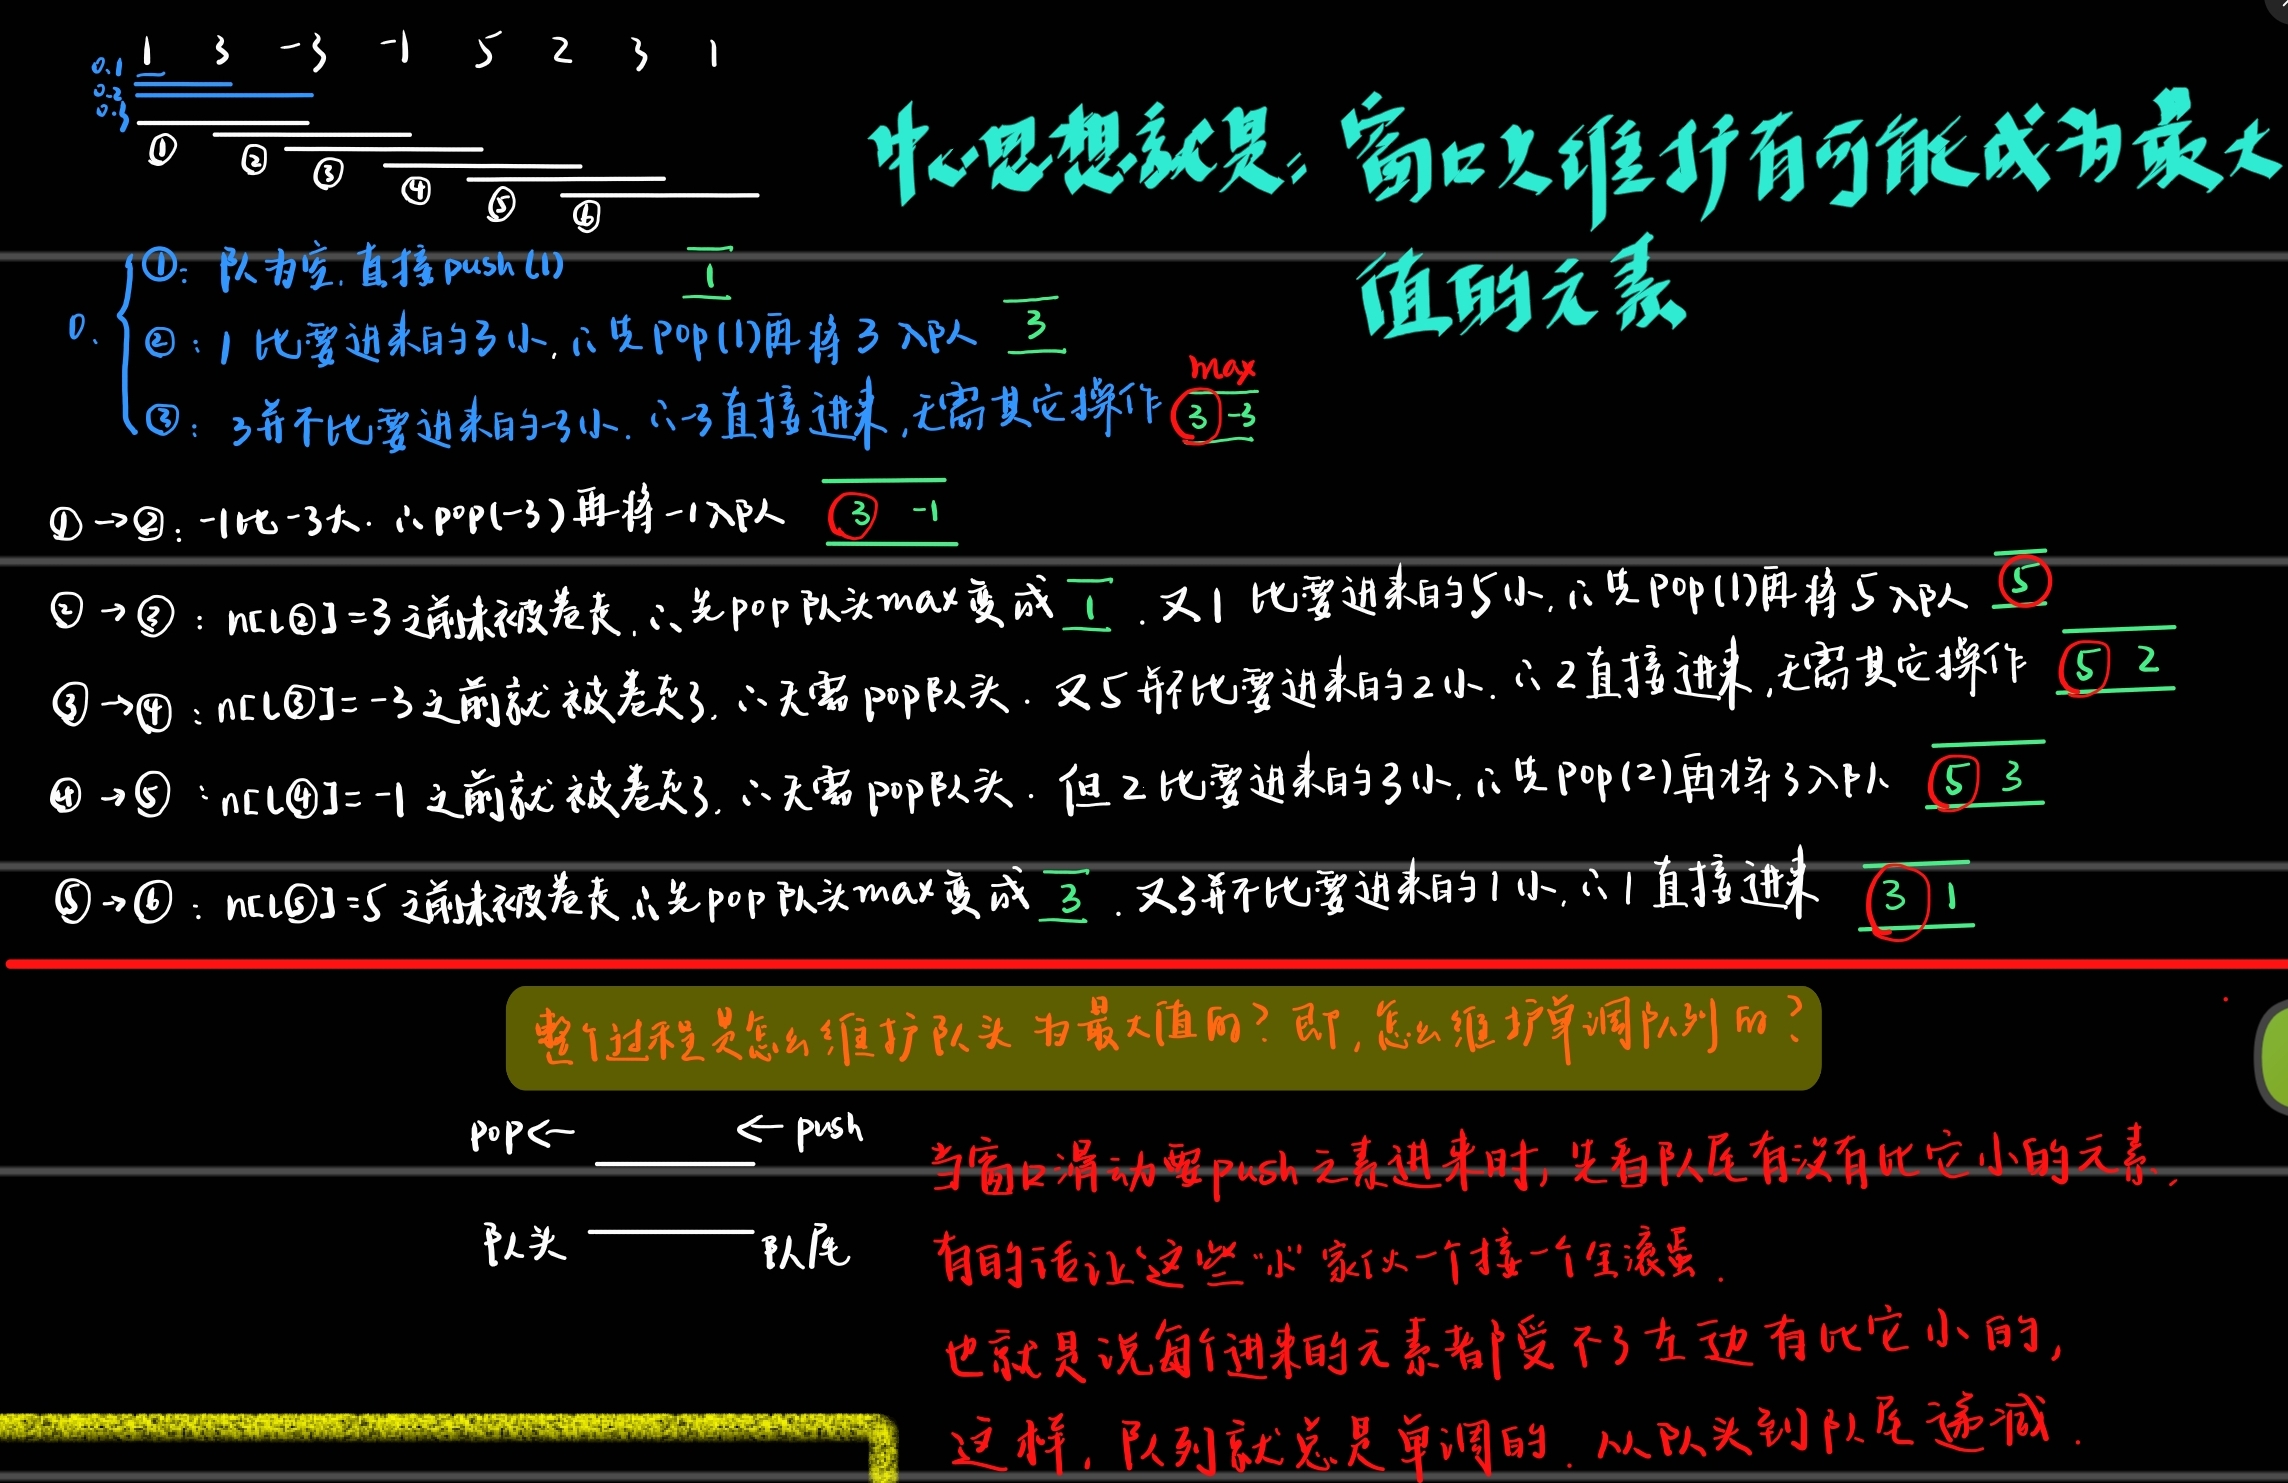 1 3 -3 -1 5 2 3 1
0.1
0.2
0.3
① ② ③ ④ ⑤ ⑥
中心思想就是：窗口只维护有可能成为最大
值的元素
0.
①：队为空，直接push(1) 1
②：1比要进来的3小，∴先pop(1)再将3入队 3
max
③：3并不比要进来的-3小，∴-3直接进来，无需其它操作 3 -3
①→②：-1比-3大，∴pop(-3)再将-1入队 3 -1
②→③：n[L②]=3之前未被卷走，∴先pop队头max变成 1 . 又1比要进来的5小，∴先pop(1)再将5入队 5
③→④：n[L③]=-3之前就被卷走了，∴无需pop队头. 又5并不比要进来的2小，∴2直接进来，无需其它操作 5 2
④→⑤：n[L④]=-1之前就被卷走了，∴无需pop队头. 但2比要进来的3小，∴先pop(2)再将3入队 5 3
⑤→⑥：n[L⑤]=5之前未被卷走∴先pop队头max变成 3 . 又3并不比要进来的1小，∴1直接进来 3 1
整个过程是怎么维护队头为最大值的？即，怎么维护单调队列的？
pop← ←push
队头 队尾
当窗口滑动要push元素进来时，先看队尾有没有比它小的元素，
有的话让这些“小”家伙一个接一个全滚蛋.
也就是说每个进来的元素都受不了左边有比它小的，
这样，队列就总是单调的. 从队头到队尾递减.